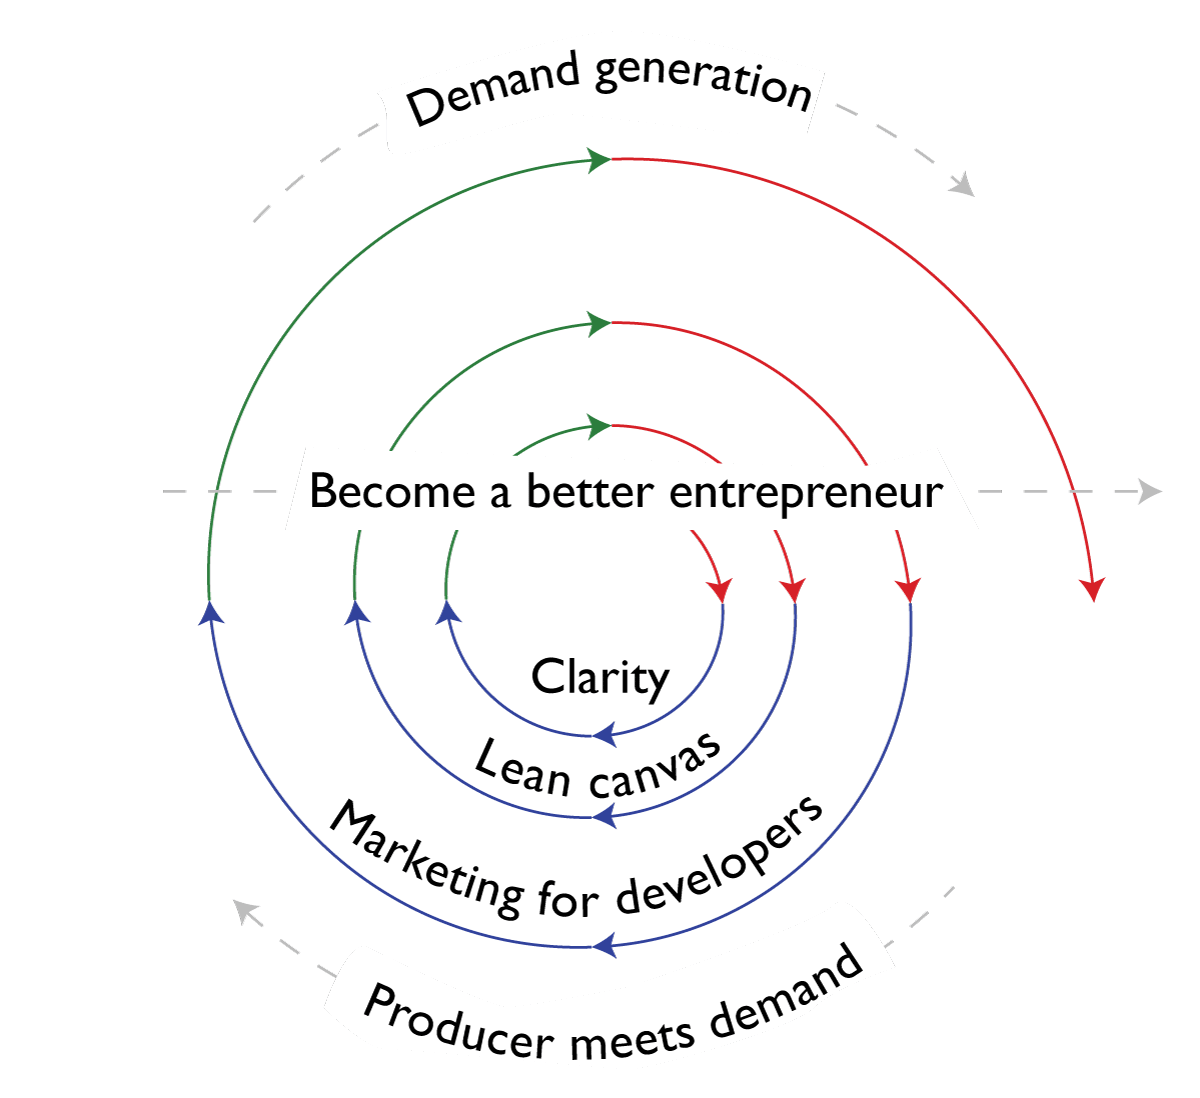 Demand generation
Become a better entrepreneur
Clarity
Lean canvas
Marketing for developers
Producer meets demand